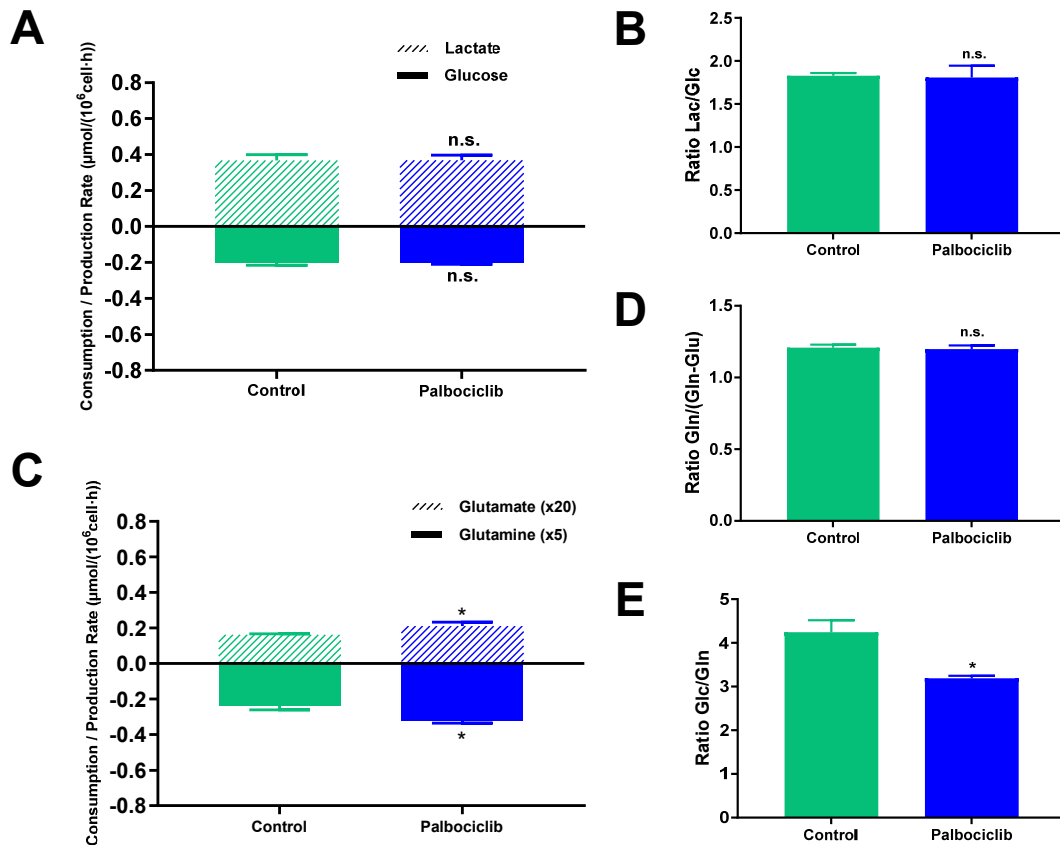 A
Consumption / Production Rate (µmol/(10⁶cell·h))
Lactate
Glucose
0.8
0.6
0.4
0.2
0.0
-0.2
-0.4
-0.6
-0.8
n.s.
n.s.
Control
Palbociclib
B
Ratio Lac/Glc
2.5
2.0
1.5
1.0
0.5
0.0
n.s.
Control
Palbociclib
C
Consumption / Production Rate (µmol/(10⁶cell·h))
Glutamate (x20)
Glutamine (x5)
0.8
0.6
0.4
0.2
0.0
-0.2
-0.4
-0.6
-0.8
*
*
Control
Palbociclib
D
Ratio Gln/(Gln-Glu)
1.5
1.0
0.5
0.0
n.s.
Control
Palbociclib
E
Ratio Glc/Gln
5
4
3
2
1
0
*
Control
Palbociclib